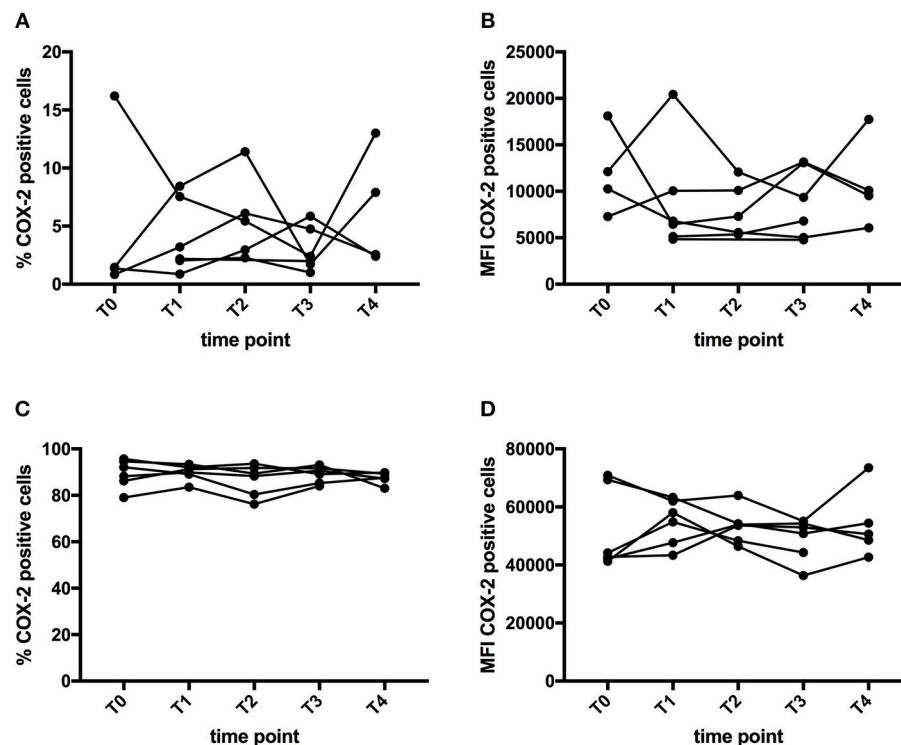 A
% COX-2 positive cells
20
15
10
5
0
T0 T1 T2 T3 T4
time point
B
MFI COX-2 positive cells
25000
20000
15000
10000
5000
0
T0 T1 T2 T3 T4
time point
C
% COX-2 positive cells
100
80
60
40
20
0
T0 T1 T2 T3 T4
time point
D
MFI COX-2 positive cells
80000
60000
40000
20000
0
T0 T1 T2 T3 T4
time point